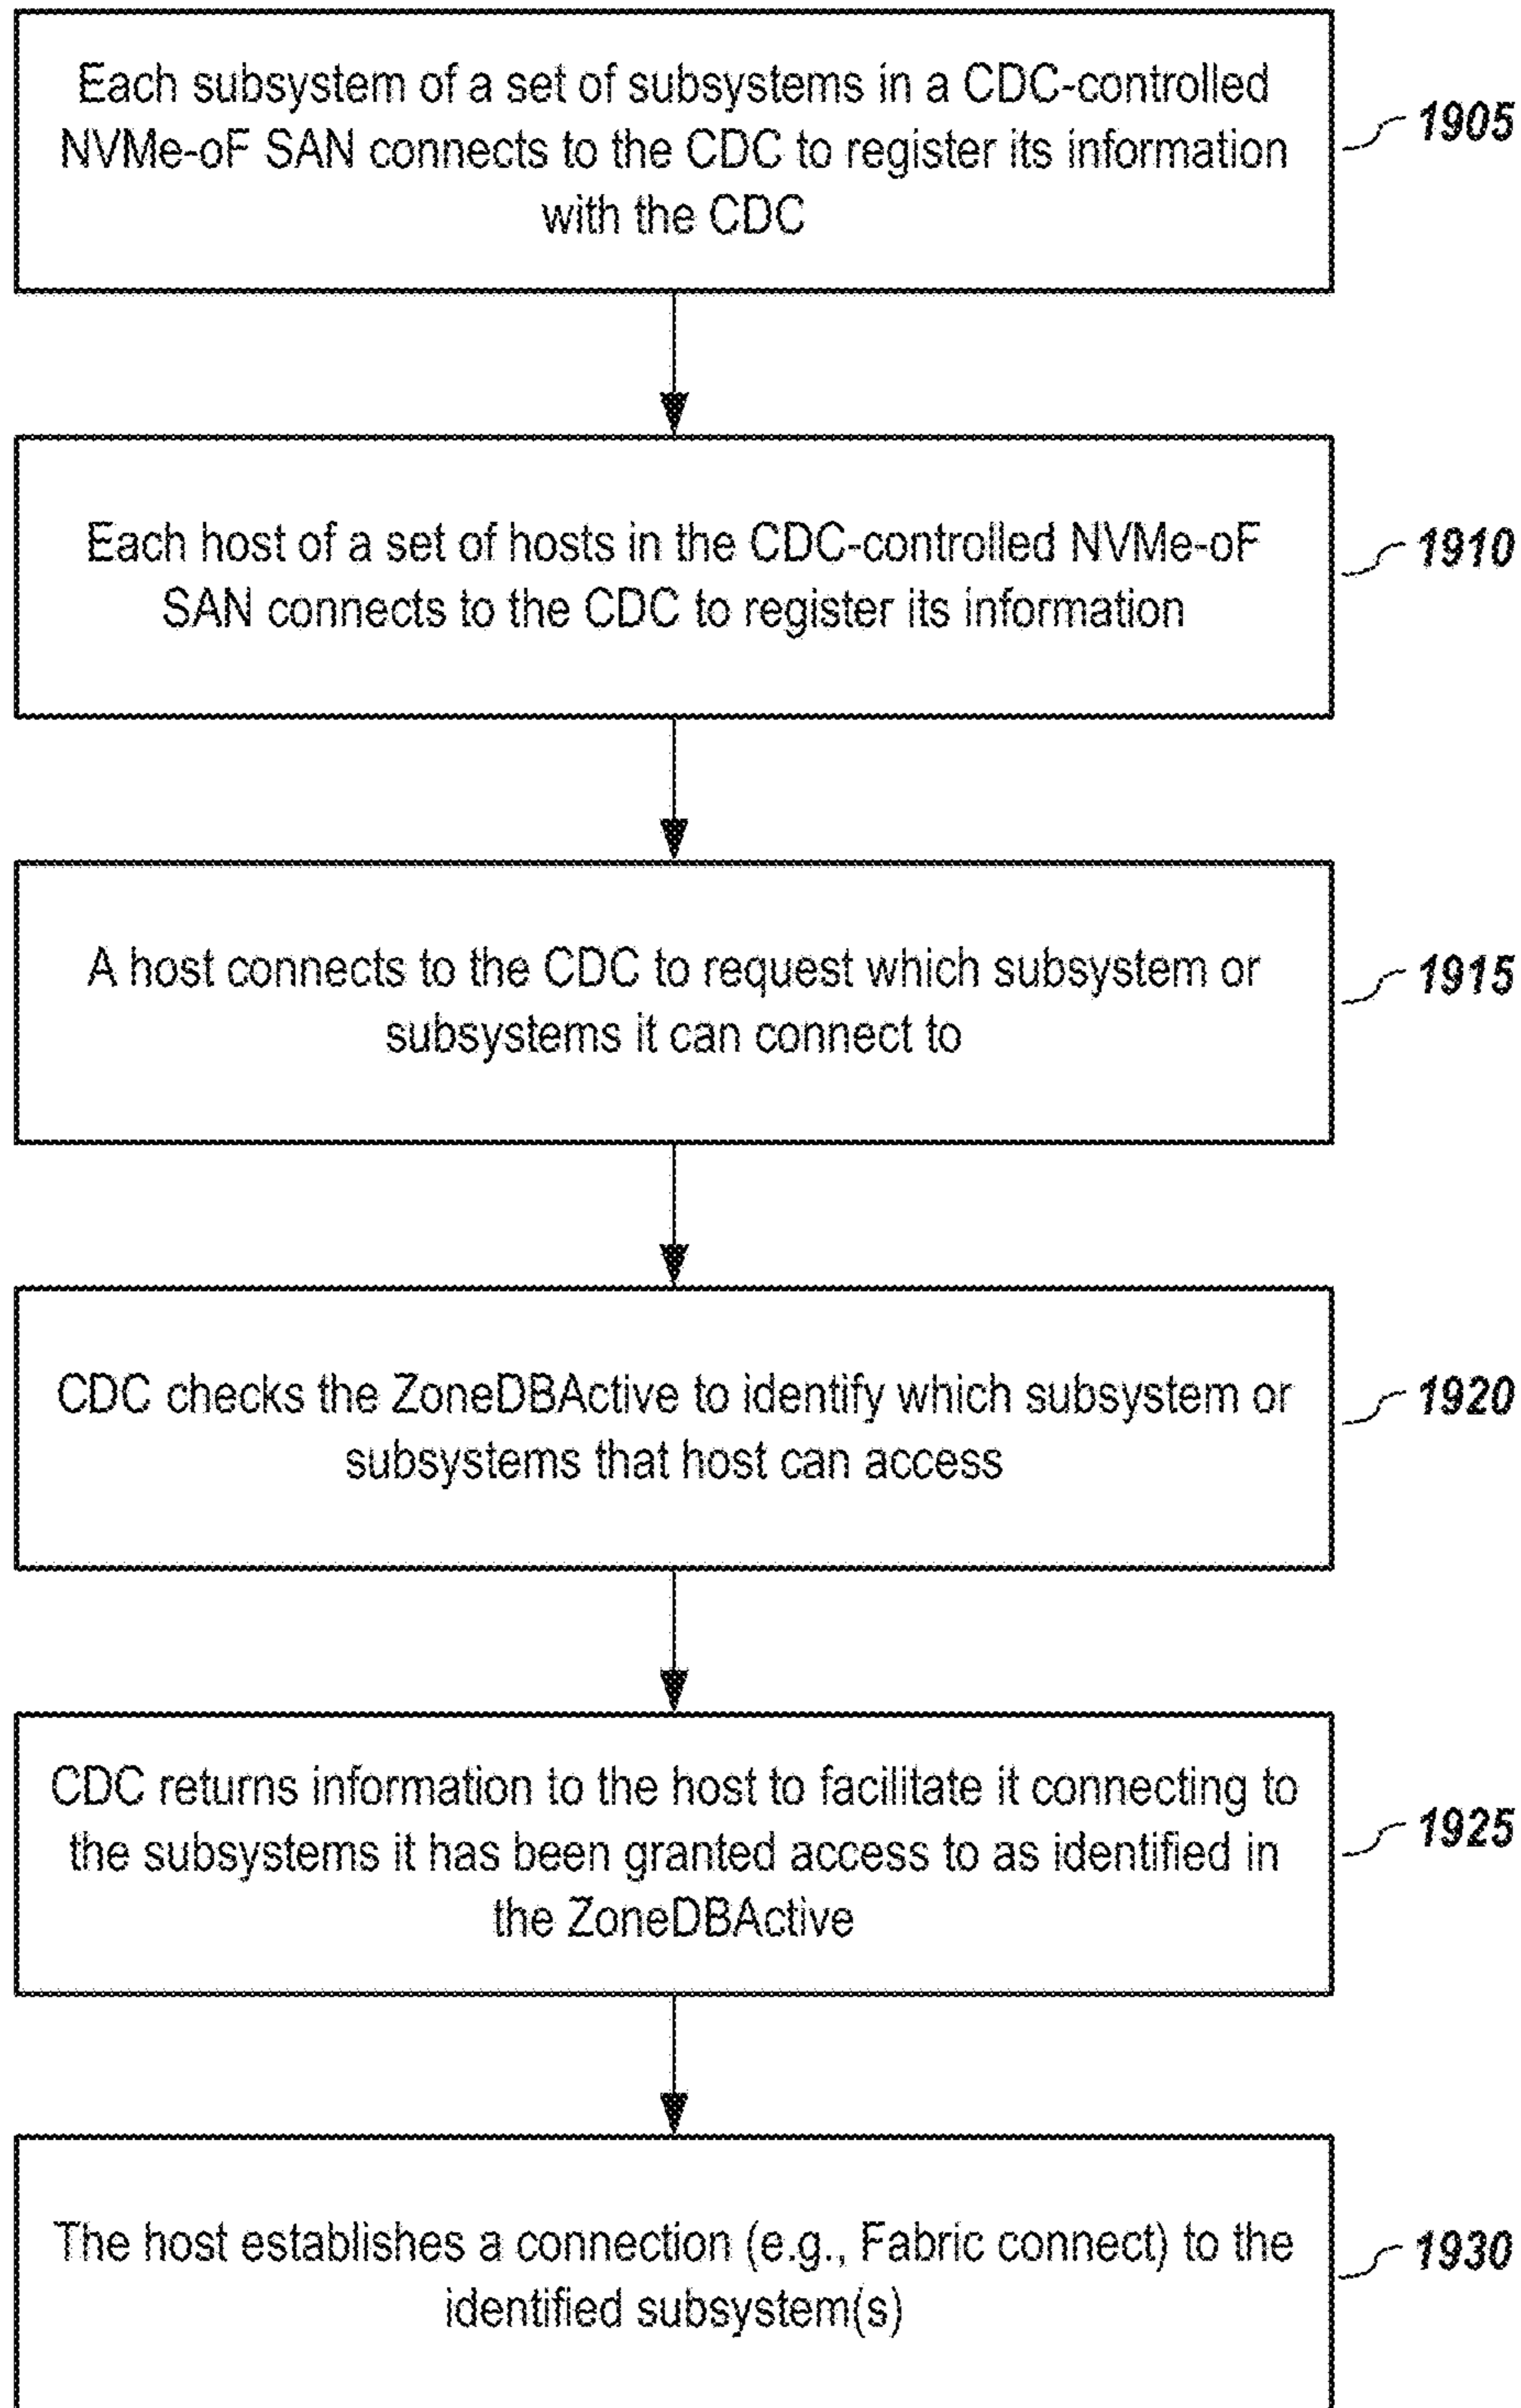 Each subsystem of a set of subsystems in a CDC-controlled
NVMe-oF SAN connects to the CDC to register its information
with the CDC
1905
Each host of a set of hosts in the CDC-controlled NVMe-oF
SAN connects to the CDC to register its information
1910
A host connects to the CDC to request which subsystem or
subsystems it can connect to
1915
CDC checks the ZoneDBActive to identify which subsystem or
subsystems that host can access
1920
CDC returns information to the host to facilitate it connecting to
the subsystems it has been granted access to as identified in
the ZoneDBActive
1925
The host establishes a connection (e.g., Fabric connect) to the
identified subsystem(s)
1930